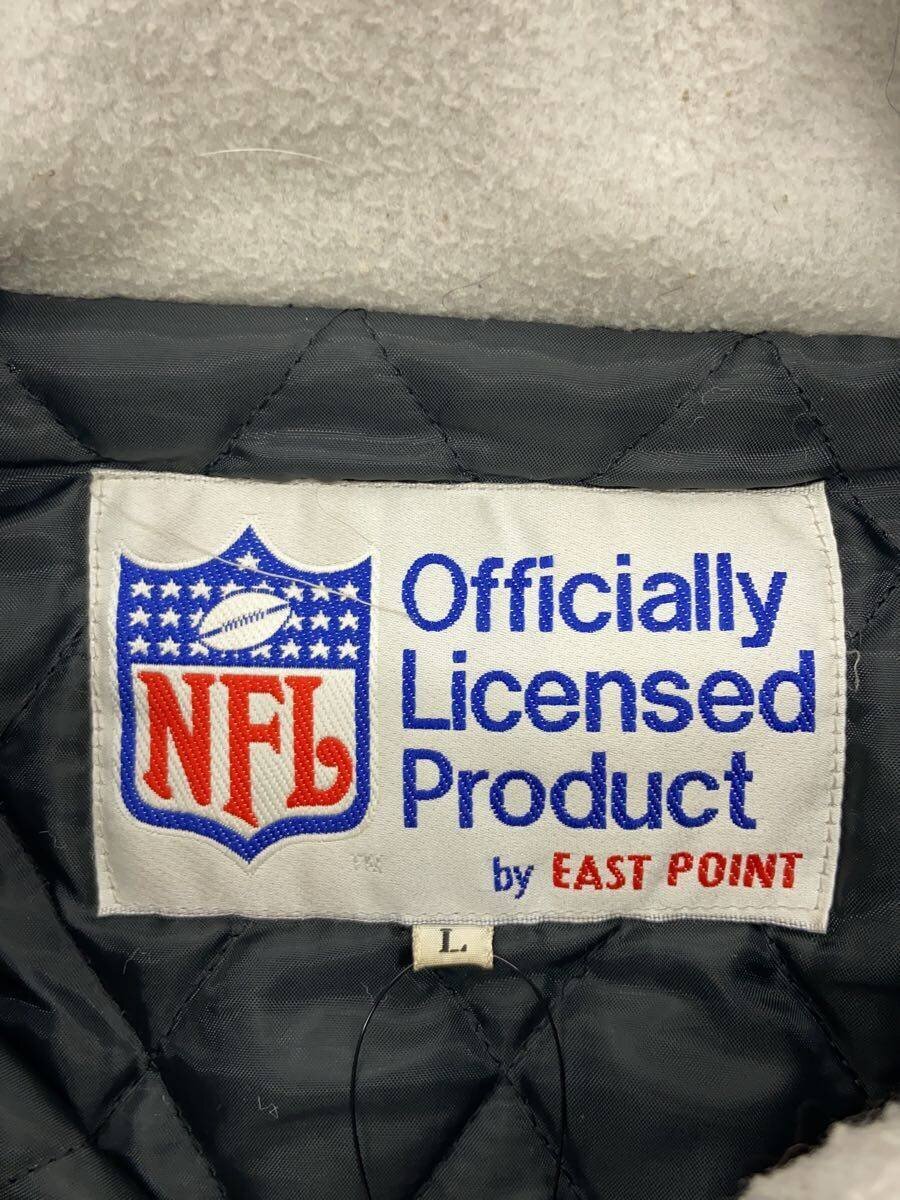 NFL
Officially
Licensed
Product
by EAST POINT
L